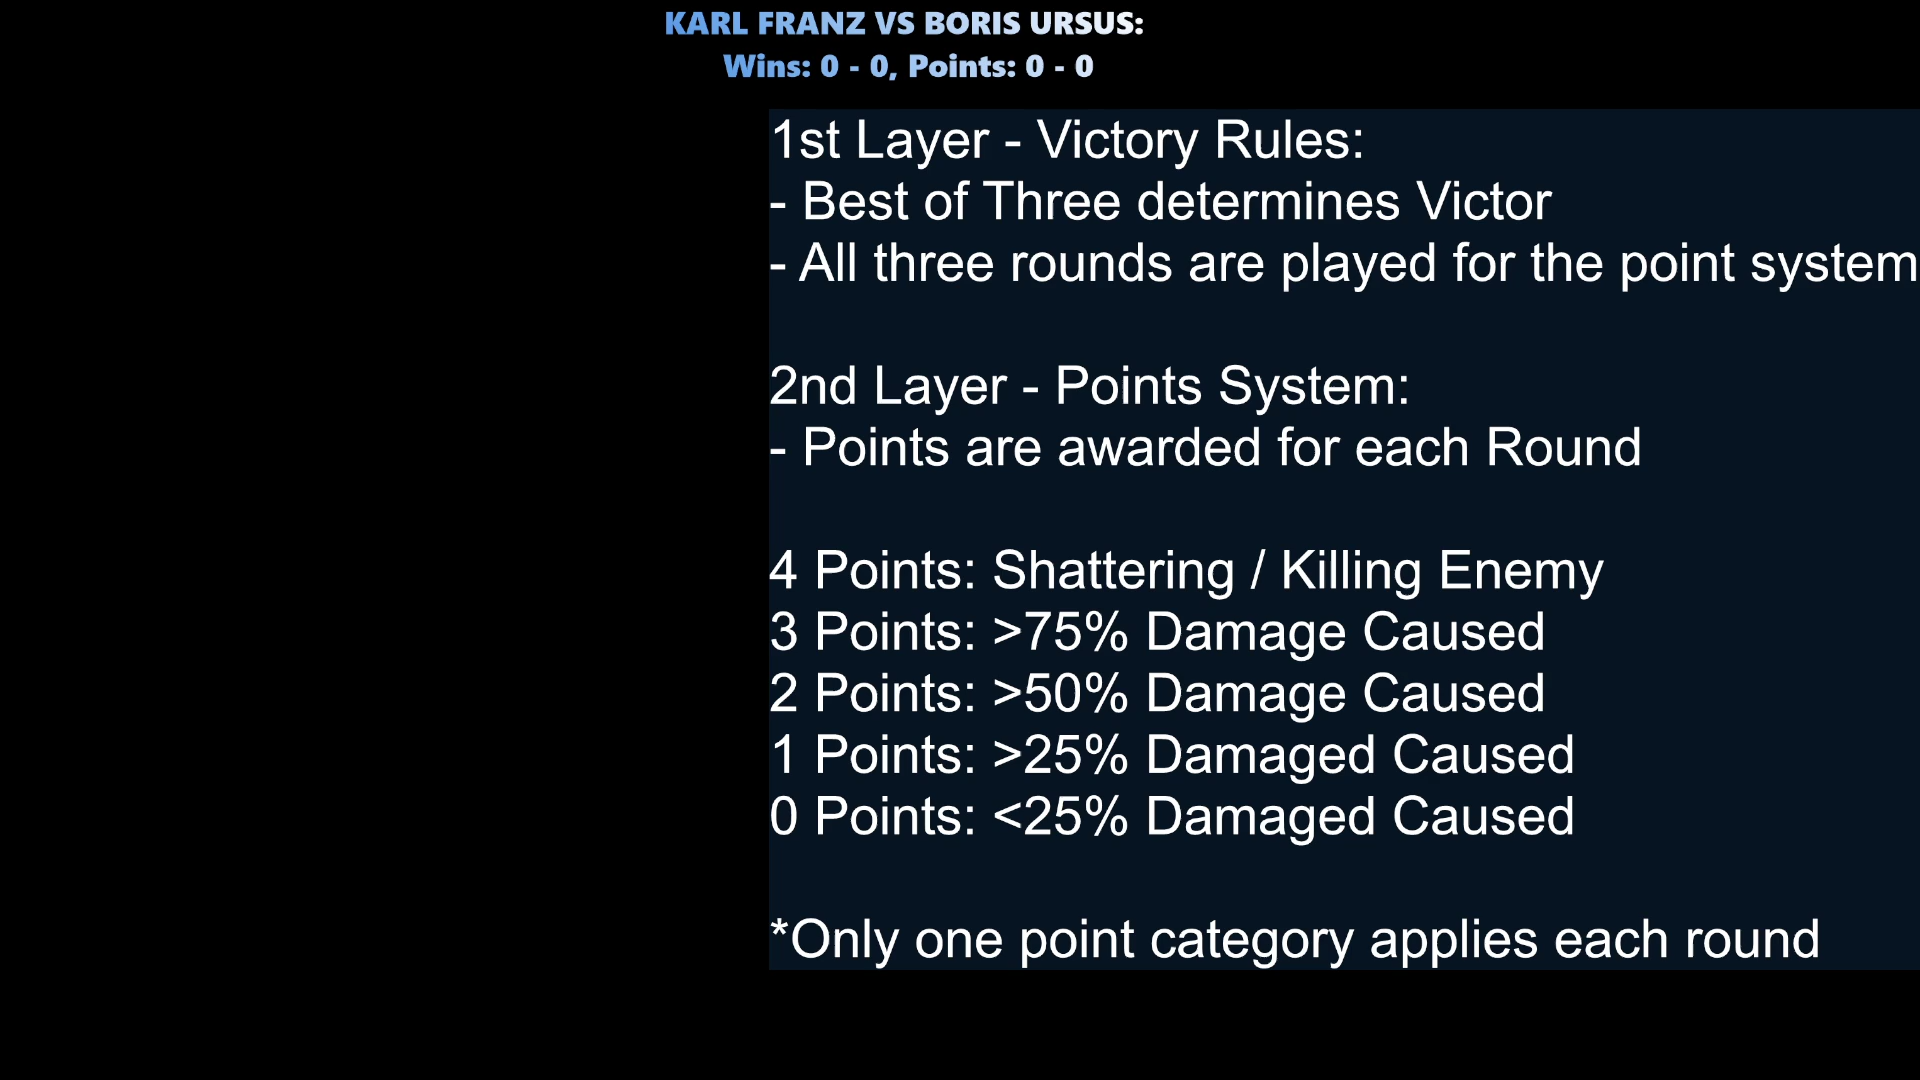 KARL FRANZ VS BORIS URSUS:
Wins: 0 - 0, Points: 0 - 0
1st Layer - Victory Rules:
- Best of Three determines Victor
- All three rounds are played for the point system
2nd Layer - Points System:
- Points are awarded for each Round
4 Points: Shattering / Killing Enemy
3 Points: >75% Damage Caused
2 Points: >50% Damage Caused
1 Points: >25% Damaged Caused
0 Points: <25% Damaged Caused
*Only one point category applies each round